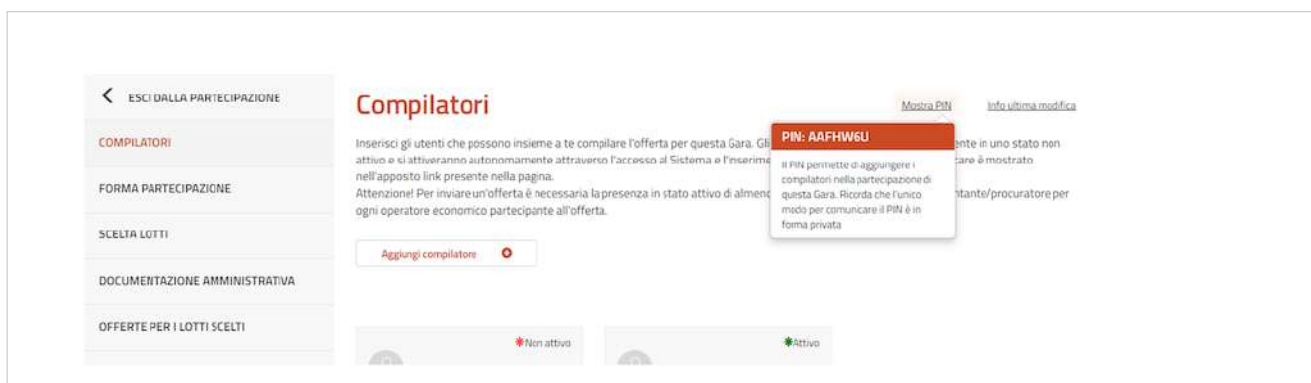 ESCI DALLA PARTECIPAZIONE
COMPILATORI
FORMA PARTECIPAZIONE
SCELTA LOTTI
DOCUMENTAZIONE AMMINISTRATIVA
OFFERTE PER I LOTTI SCELTI
Compilatori
Mostra PIN
Info ultima modifica
Inserisci gli utenti che possono insieme a te compilare l'offerta per questa Gara. Gli
ente in uno stato non
attivo e si attiveranno autonomamente attraverso l'accesso al Sistema e l'inserime
zare è mostrato
nell'apposito link presente nella pagina.
Attenzione! Per inviare un'offerta è necessaria la presenza in stato attivo di almeno
ntante/procuratore per
ogni operatore economico partecipante all'offerta.
PIN: AAFHW6U
Il PIN permette di aggiungere i
compilatori nella partecipazione di
questa Gara. Ricorda che l'unico
modo per comunicare il PIN è in
forma privata
Aggiungi compilatore
Non attivo
Attivo